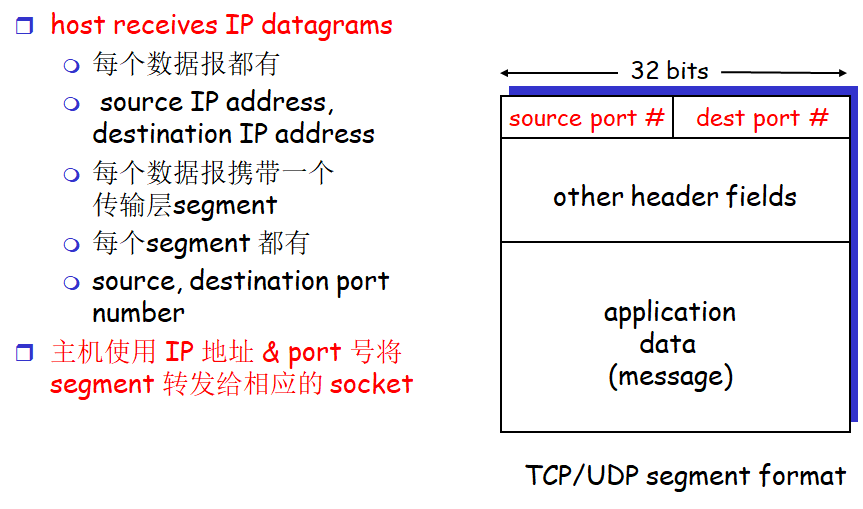 host receives IP datagrams
每个数据报都有
source IP address,
destination IP address
每个数据报携带一个
传输层segment
每个segment 都有
source, destination port
number
主机使用 IP 地址 & port 号将
segment 转发给相应的 socket
32 bits
source port # dest port #
other header fields
application
data
(message)
TCP/UDP segment format